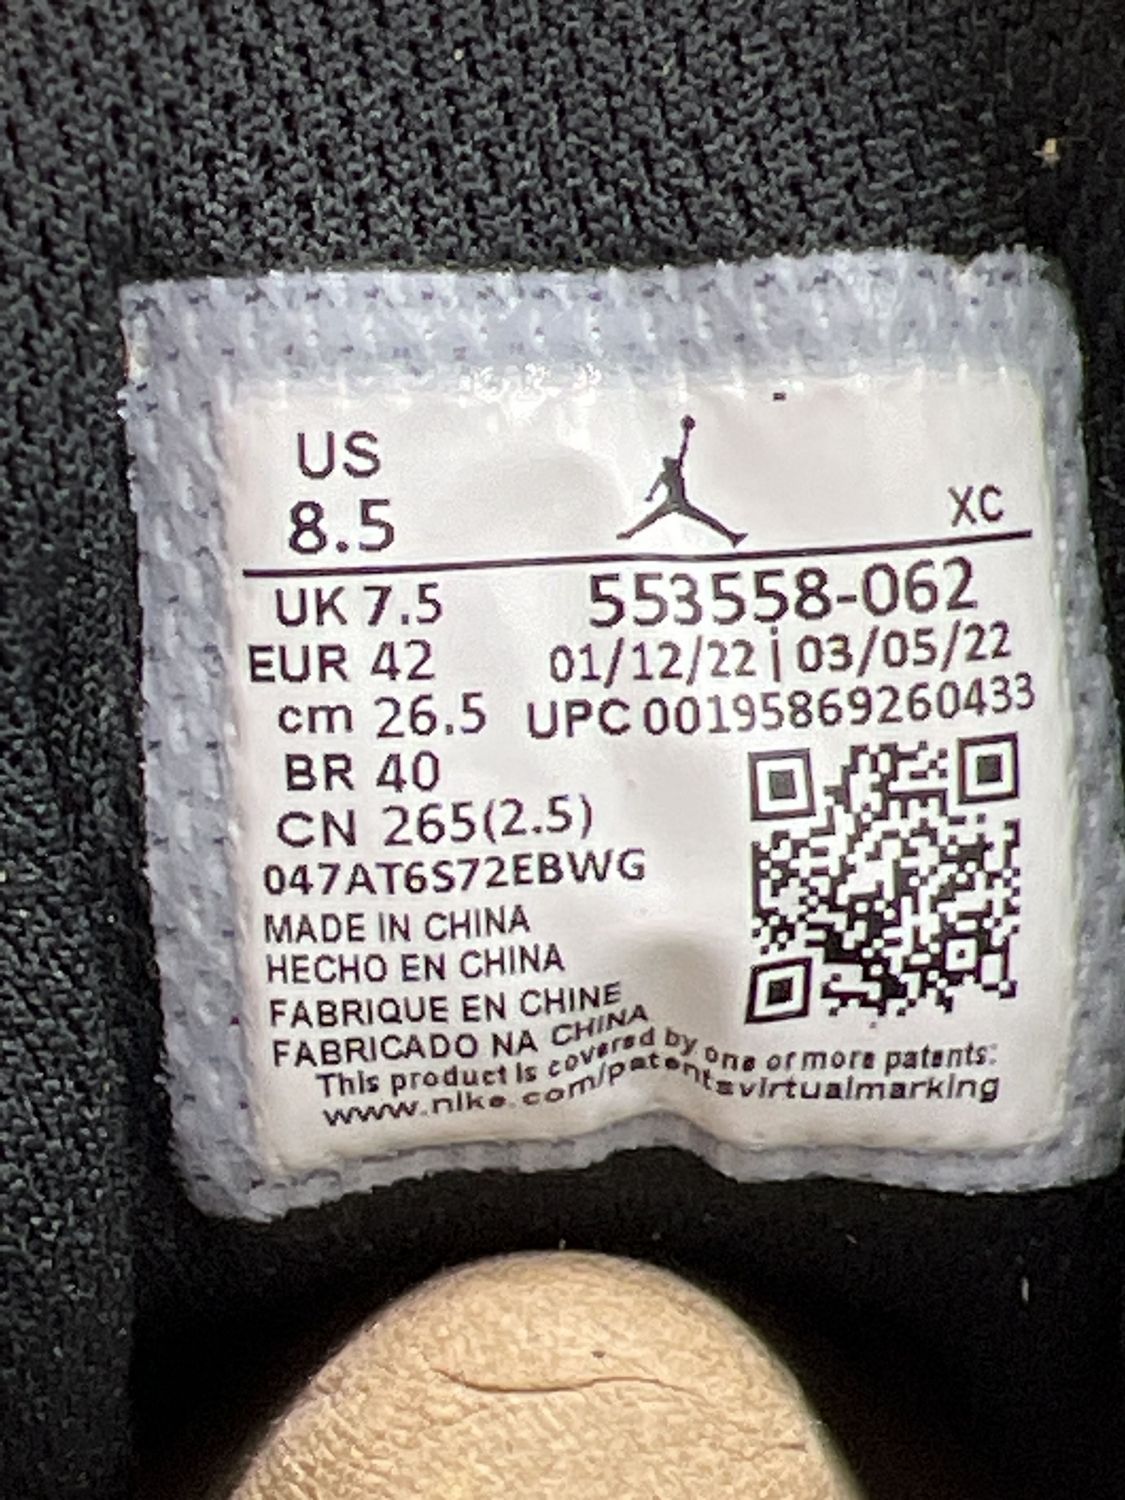 US
8.5
XC
UK 7.5
EUR 42
cm 26.5
BR 40
CN 265(2.5)
553558-062
01/12/22 | 03/05/22
UPC 00195869260433
047AT6S72EBWG
MADE IN CHINA
HECHO EN CHINA
FABRIQUE EN CHINE
FABRICADO NA CHINA
This product is covered by one or more patents:
www.nike.com/patentsvirtualmarking